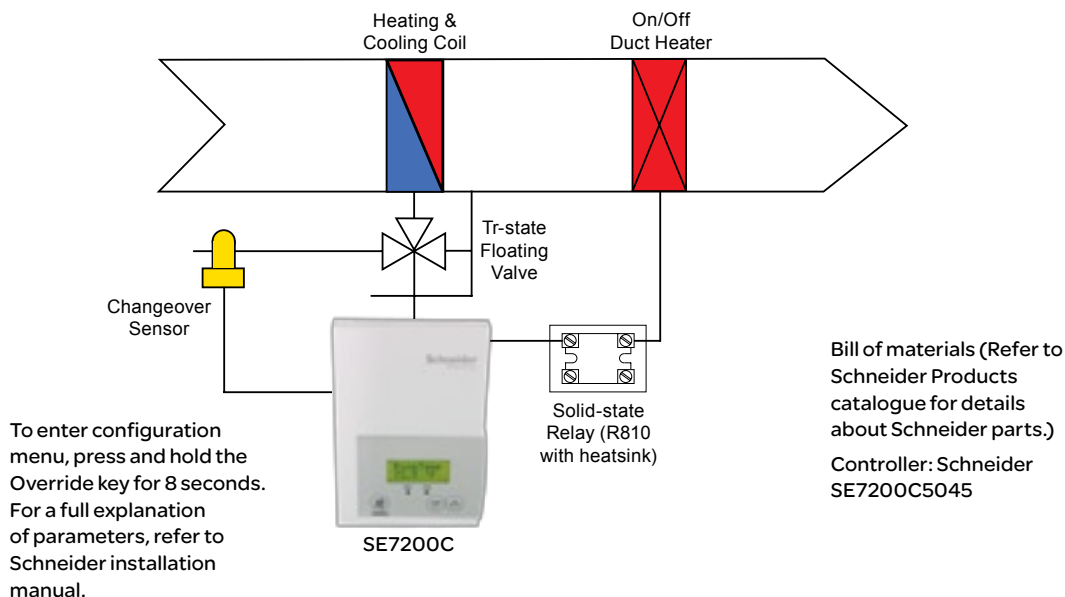 Heating &
Cooling Coil
On/Off
Duct Heater
Tr-state
Floating
Valve
Changeover
Sensor
Schneider
Solid-state
Relay (R810
with heatsink)
SE7200C
To enter configuration
menu, press and hold the
Override key for 8 seconds.
For a full explanation
of parameters, refer to
Schneider installation
manual.
Bill of materials (Refer to
Schneider Products
catalogue for details
about Schneider parts.)
Controller: Schneider
SE7200C5045